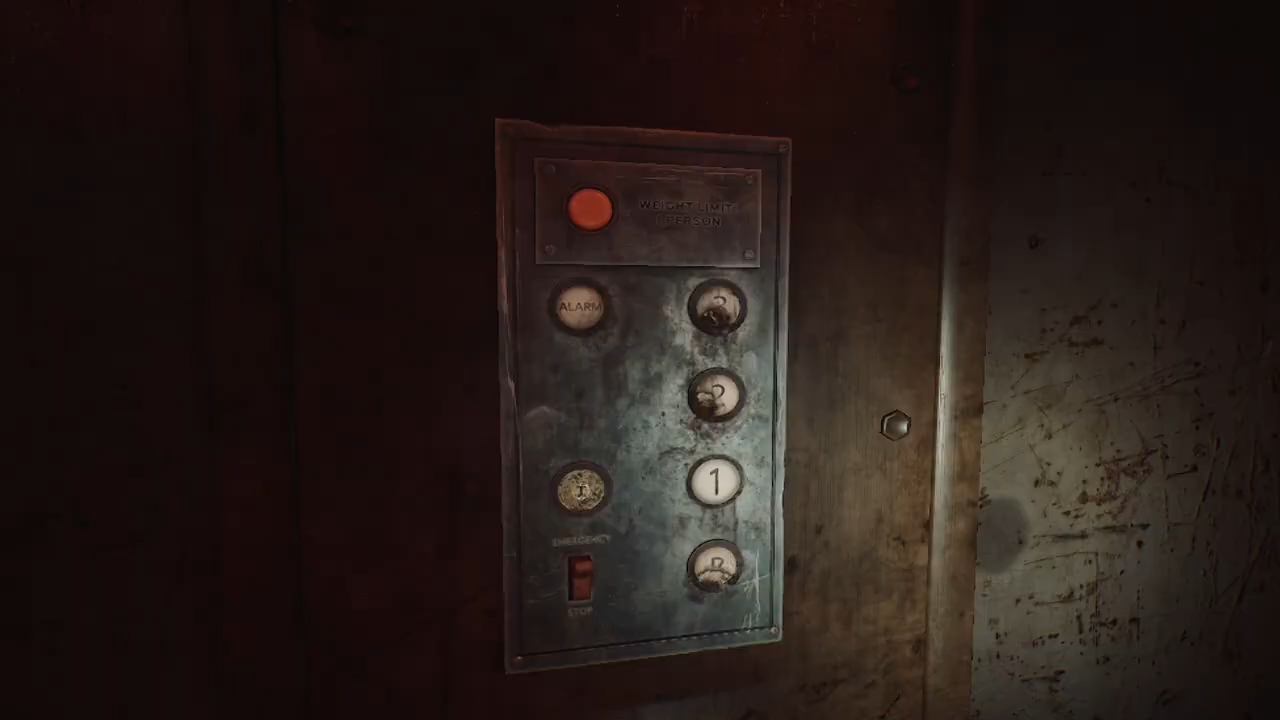 WEIGHT LIMIT:
1 PERSON
ALARM
3
2
1
EMERGENCY
B
STOP